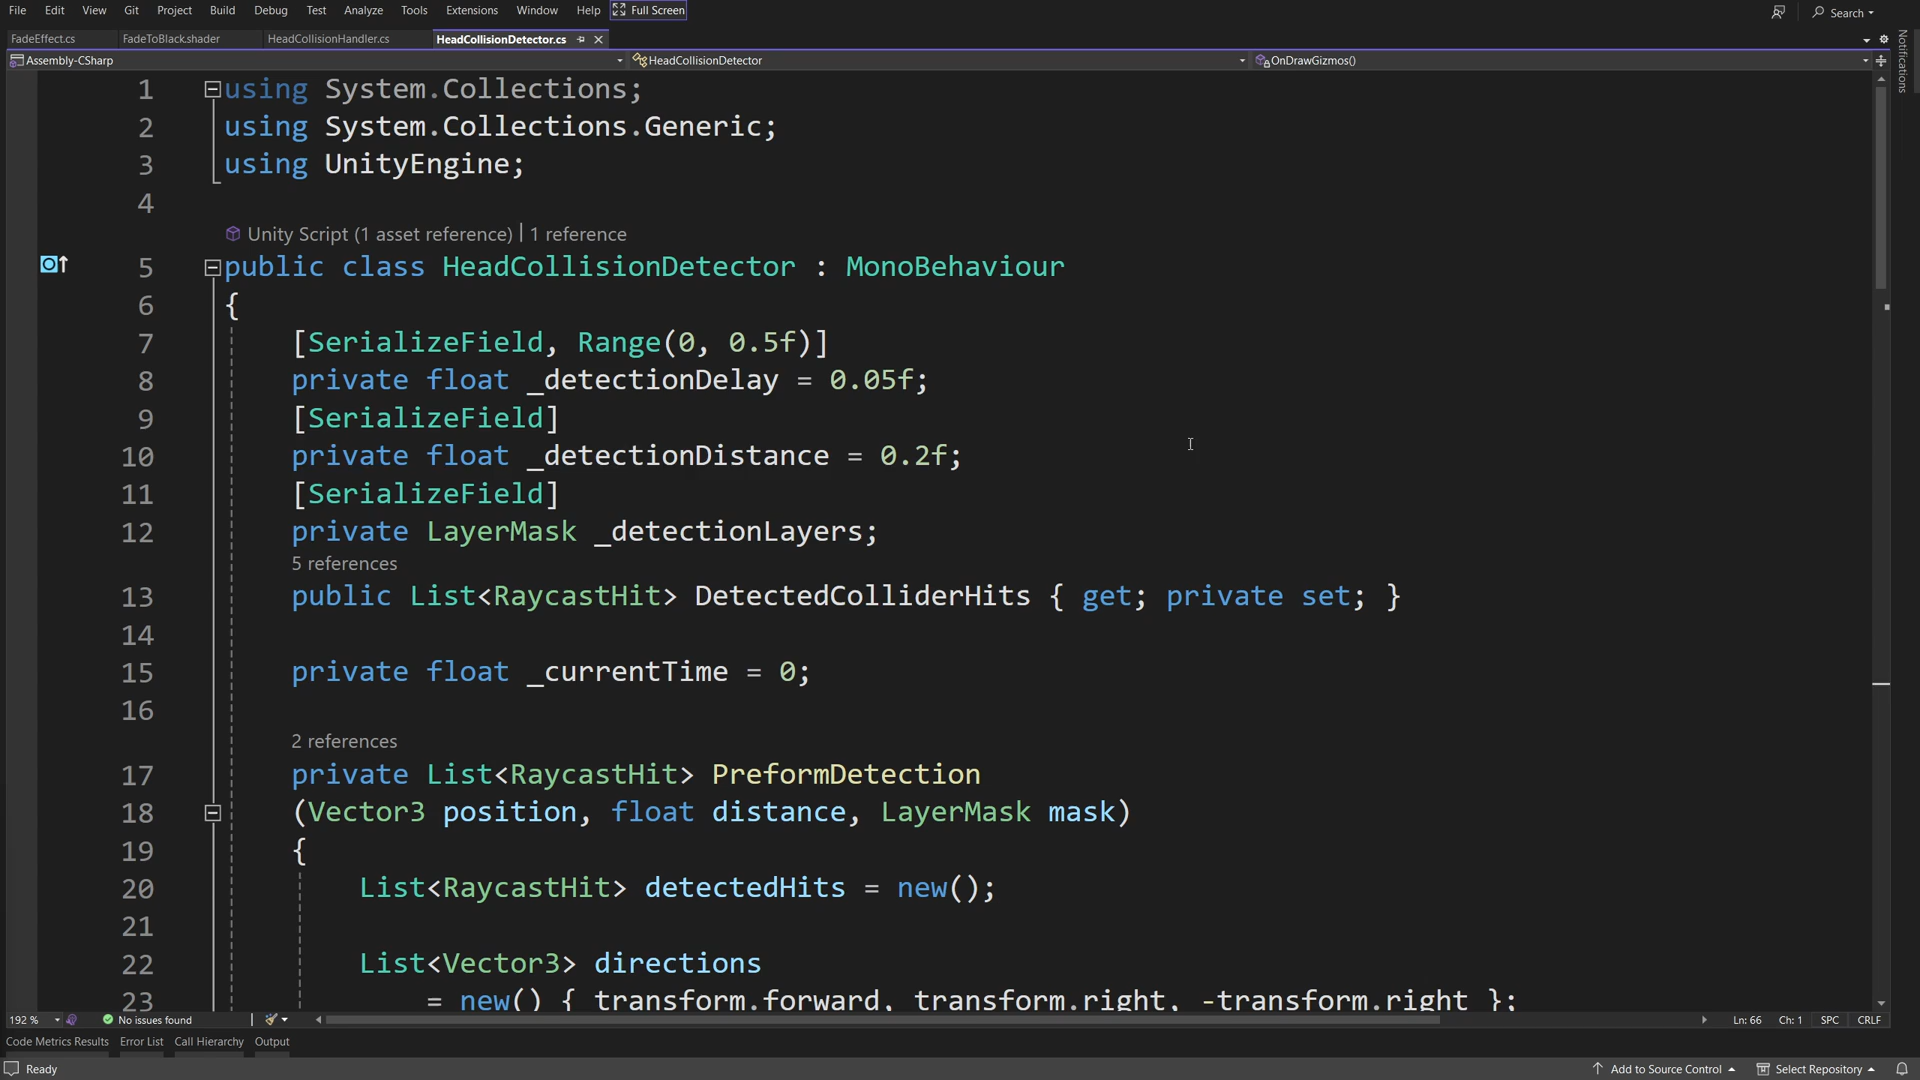 File Edit View Git Project Build Debug Test Analyze Tools Extensions Window Help Full Screen Search
FadeEffect.cs FadeToBlack.shader HeadCollisionHandler.cs HeadCollisionDetector.cs
Assembly-CSharp HeadCollisionDetector OnDrawGizmos()
Notifications
1 using System.Collections;
2 using System.Collections.Generic;
3 using UnityEngine;
4
Unity Script (1 asset reference) | 1 reference
5 public class HeadCollisionDetector : MonoBehaviour
6 {
7 [SerializeField, Range(0, 0.5f)]
8 private float _detectionDelay = 0.05f;
9 [SerializeField]
10 private float _detectionDistance = 0.2f;
11 [SerializeField]
12 private LayerMask _detectionLayers;
5 references
13 public List<RaycastHit> DetectedColliderHits { get; private set; }
14
15 private float _currentTime = 0;
16
2 references
17 private List<RaycastHit> PreformDetection
18 (Vector3 position, float distance, LayerMask mask)
19 {
20 List<RaycastHit> detectedHits = new();
21
22 List<Vector3> directions
23 = new() { transform.forward, transform.right, -transform.right };
192 % No issues found Ln: 66 Ch: 1 SPC CRLF
Code Metrics Results Error List Call Hierarchy Output
Ready Add to Source Control Select Repository